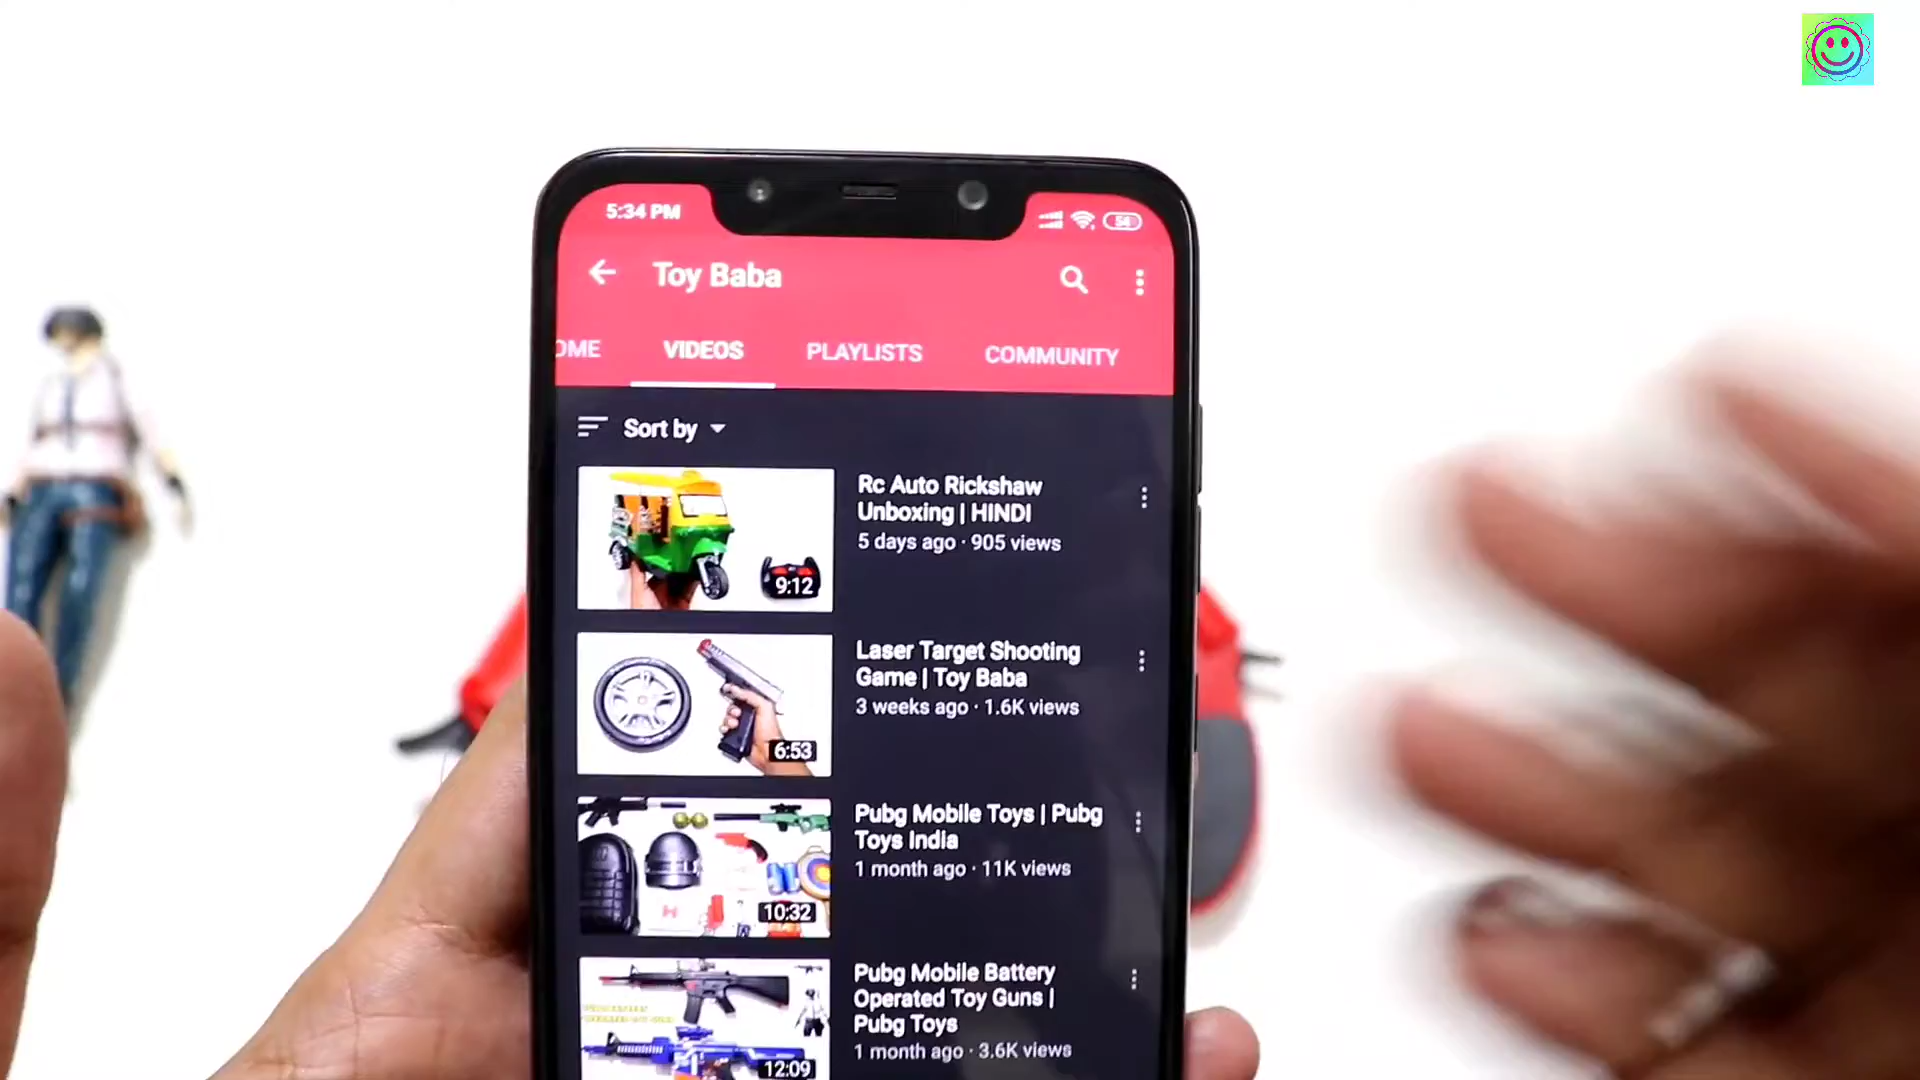 5:34 PM
54
Toy Baba
OME
VIDEOS
PLAYLISTS
COMMUNITY
Sort by
Rc Auto Rickshaw
Unboxing | HINDI
5 days ago · 905 views
9:12
Laser Target Shooting
Game | Toy Baba
3 weeks ago · 1.6K views
6:53
Pubg Mobile Toys | Pubg
Toys India
1 month ago · 11K views
10:32
Pubg Mobile Battery
Operated Toy Guns |
Pubg Toys
1 month ago · 3.6K views
12:09